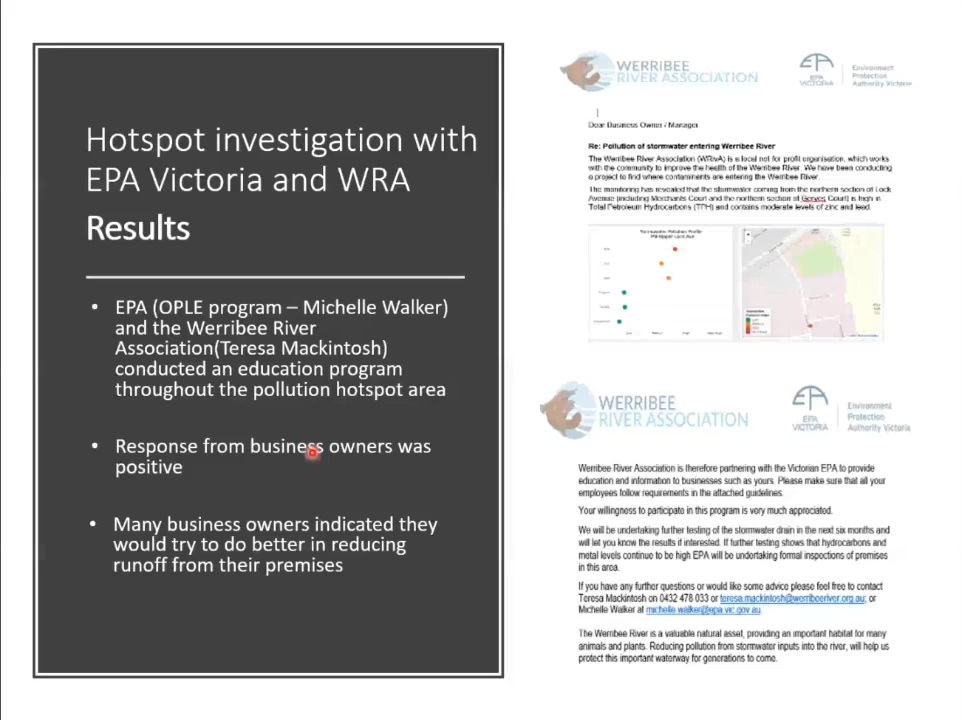 Hotspot investigation with
EPA Victoria and WRA
Results
• EPA (OPLE program – Michelle Walker)
and the Werribee River
Association(Teresa Mackintosh)
conducted an education program
throughout the pollution hotspot area
• Response from business owners was
positive
• Many business owners indicated they
would try to do better in reducing
runoff from their premises
WERRIBEE
RIVER ASSOCIATION
EPA
VICTORIA
Environment
Protection
Authority Victoria
Dear Business Owner / Manager
Re: Pollution of stormwater entering Werribee River
The Werribee River Association (WRivA) is a local not for profit organisation, which works
with the community to improve the health of the Werribee River. We have been conducting
a project to find where contaminants are entering the Werribee River.
The monitoring has revealed that the stormwater coming from the northern section of Lock
Avenue (including Merchants Court and the northern section of Gerves Court) is high in
Total Petroleum Hydrocarbons (TPH) and contains moderate levels of zinc and lead
WERRIBEE
RIVER ASSOCIATION
EPA
VICTORIA
Environment
Protection
Authority Victoria
Werribee River Association is therefore partnering with the Victorian EPA to provide
education and information to businesses such as yours. Please make sure that all your
employees follow requirements in the attached guidelines.
Your willingness to participate in this program is very much appreciated.
We will be undertaking further testing of the stormwater drain in the next six months and
will let you know the results if interested. If further testing shows that hydrocarbons and
metal levels continue to be high EPA will be undertaking formal inspections of premises
in this area.
If you have any further questions or would like some advice please feel free to contact
Teresa Mackintosh on 0432 478 033 or teresa.mackintosh@werribeeriver.org.au; or
Michelle Walker at michelle.walker@epa.vic.gov.au
The Werribee River is a valuable natural asset, providing an important habitat for many
animals and plants. Reducing pollution from stormwater inputs into the river, will help us
protect this important waterway for generations to come.